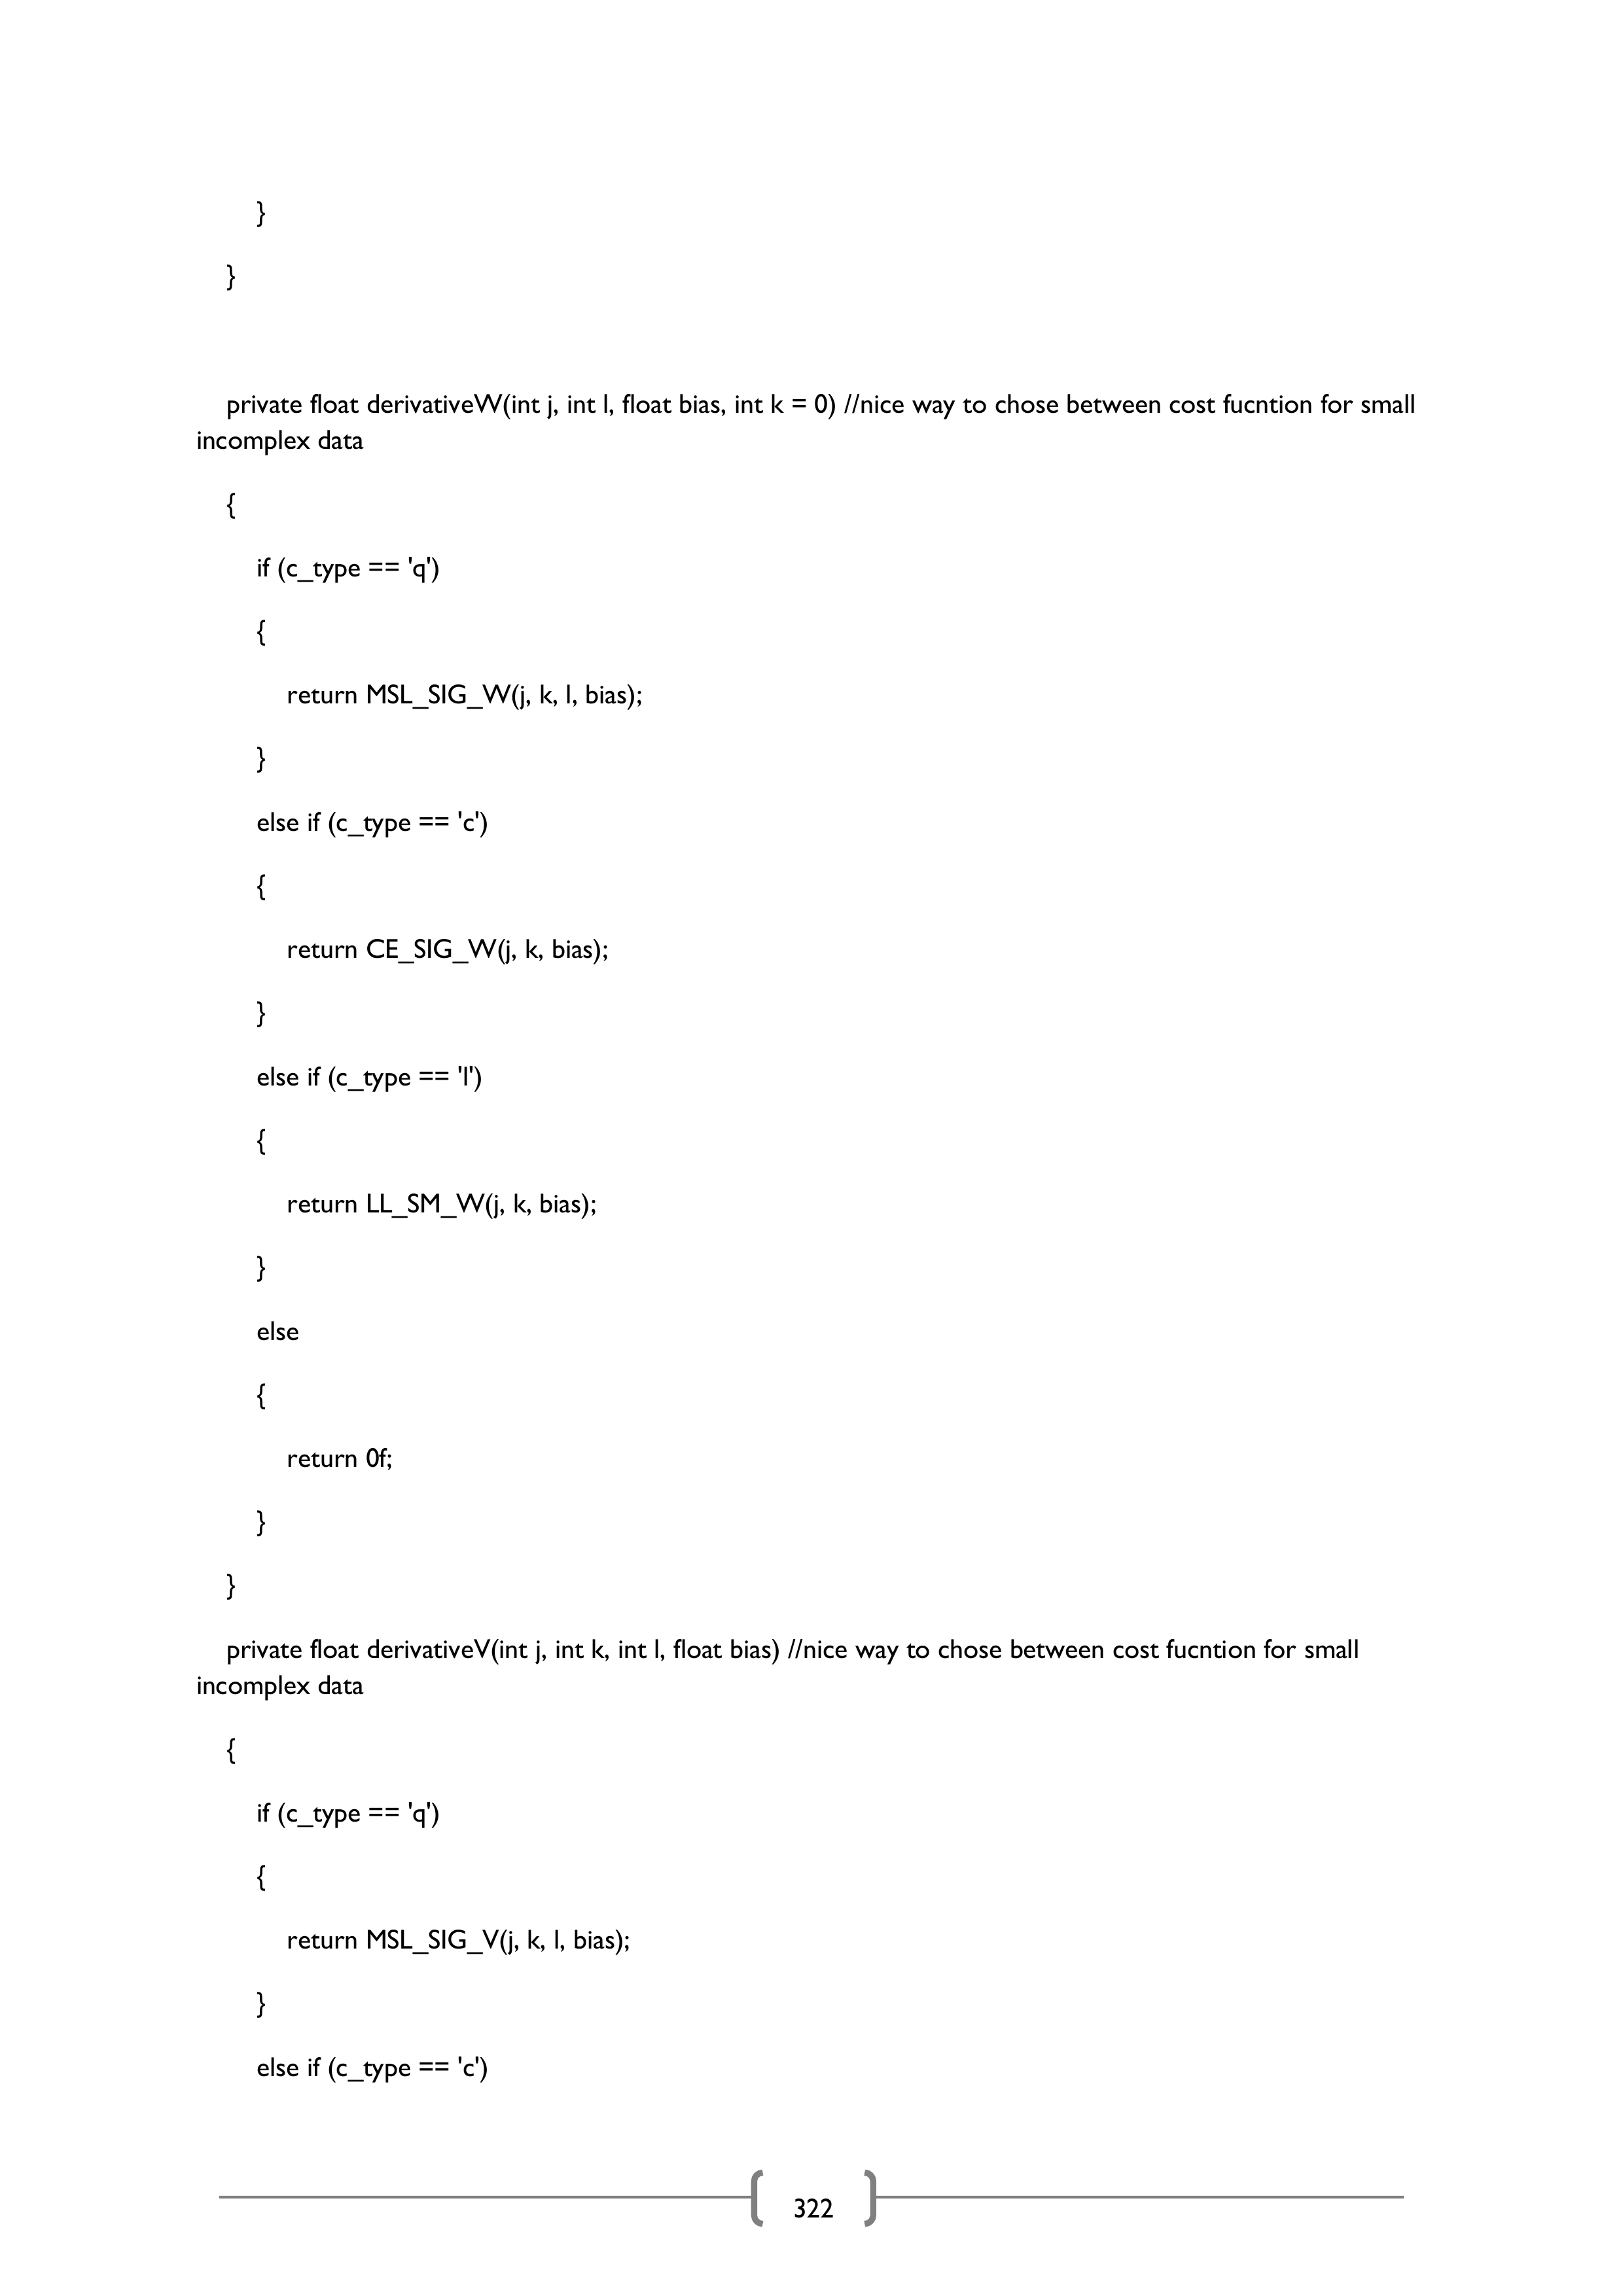 }
}
private float derivativeW(int j, int l, float bias, int k = 0) //nice way to chose between cost fucntion for small
incomplex data
{
if (c_type == 'q')
{
return MSL_SIG_W(j, k, l, bias);
}
else if (c_type == 'c')
{
return CE_SIG_W(j, k, bias);
}
else if (c_type == 'l')
{
return LL_SM_W(j, k, bias);
}
else
{
return 0f;
}
}
private float derivativeV(int j, int k, int l, float bias) //nice way to chose between cost fucntion for small
incomplex data
{
if (c_type == 'q')
{
return MSL_SIG_V(j, k, l, bias);
}
else if (c_type == 'c')
322